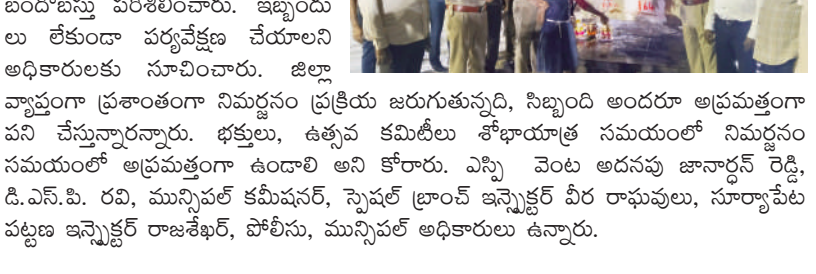 బందోబస్తు పరిశీలించారు. ఇబ్బందు
లు లేకుండా పర్యవేక్షణ చేయాలని
అధికారులకు సూచించారు. జిల్లా
వ్యాప్తంగా ప్రశాంతంగా నిమర్జనం ప్రక్రియ జరుగుతున్నది, సిబ్బంది అందరూ అప్రమత్తంగా
పని చేస్తున్నారన్నారు. భక్తులు, ఉత్సవ కమిటీలు శోభాయాత్ర సమయంలో నిమర్జనం
సమయంలో అప్రమత్తంగా ఉండాలి అని కోరారు. ఎస్పి వెంట అదనపు జానార్ధన్ రెడ్డి,
డి.ఎస్.పి. రవి, మున్సిపల్ కమీషనర్, స్పెషల్ బ్రాంచ్ ఇన్స్పెక్టర్ వీర రాఘవులు, సూర్యాపేట
పట్టణ ఇన్స్పెక్టర్ రాజశేఖర్, పోలీసు, మున్సిపల్ అధికారులు ఉన్నారు.